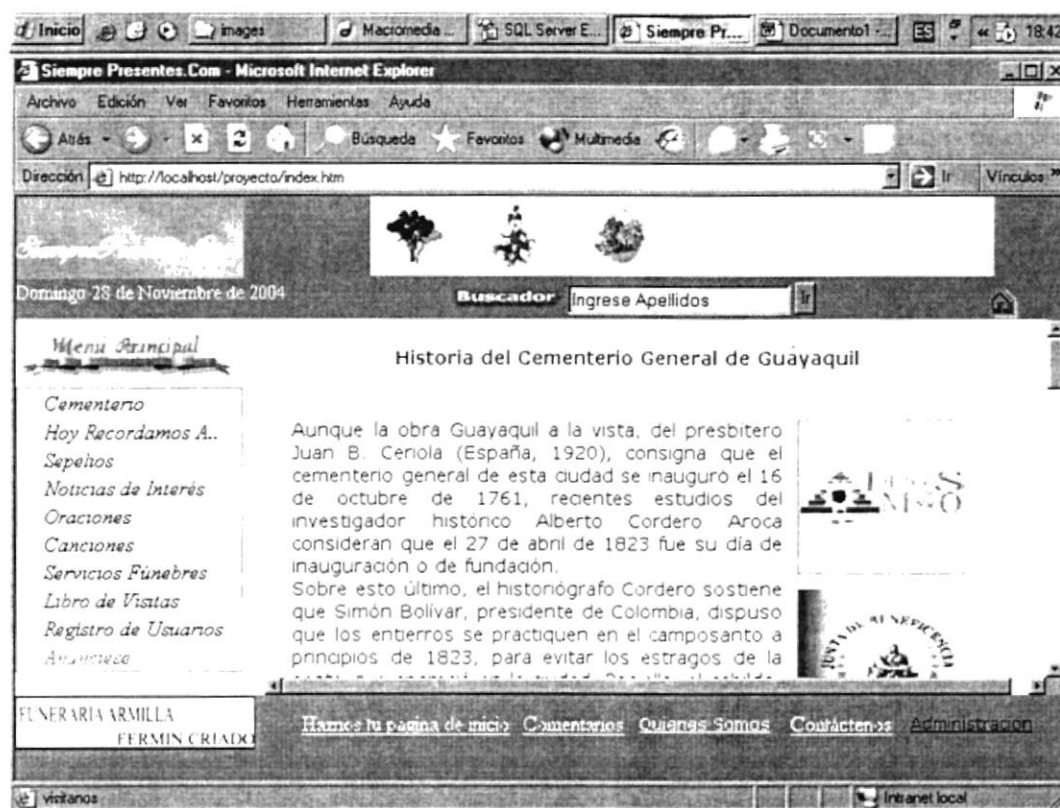 Inicio images Macromedia ... SQL Server E... Siempre Pr... Documento1 -... ES « 18:42
Siempre Presentes.Com - Microsoft Internet Explorer
Archivo Edición Ver Favoritos Herramientas Ayuda
Atrás Búsqueda Favoritos Multimedia
Dirección http://localhost/proyecto/index.htm Ir Vínculos »
Domingo 28 de Noviembre de 2004
Buscador Ingrese Apellidos Ir
Menu Principal
Cementerio
Hoy Recordamos A..
Sepelios
Noticias de Interés
Oraciones
Canciones
Servicios Fúnebres
Libro de Visitas
Registro de Usuarios
Anunciese
Historia del Cementerio General de Guayaquil
Aunque la obra Guayaquil a la vista, del presbitero
Juan B. Ceriola (España, 1920), consigna que el
cementerio general de esta ciudad se inauguró el 16
de octubre de 1761, recientes estudios del
investigador histórico Alberto Cordero Aroca
consideran que el 27 de abril de 1823 fue su día de
inauguración o de fundación.
Sobre esto último, el historiógrafo Cordero sostiene
que Simón Bolívar, presidente de Colombia, dispuso
que los entierros se practiquen en el camposanto a
principios de 1823, para evitar los estragos de la
JUNTA DE BENEFICENCIA
FUNERARIA ARMILLA
FERMIN CRIADO
Harnos tu pagina de inicio Comentarios Quienes Somos Contáctenos Administracion
visitanos Intranet local